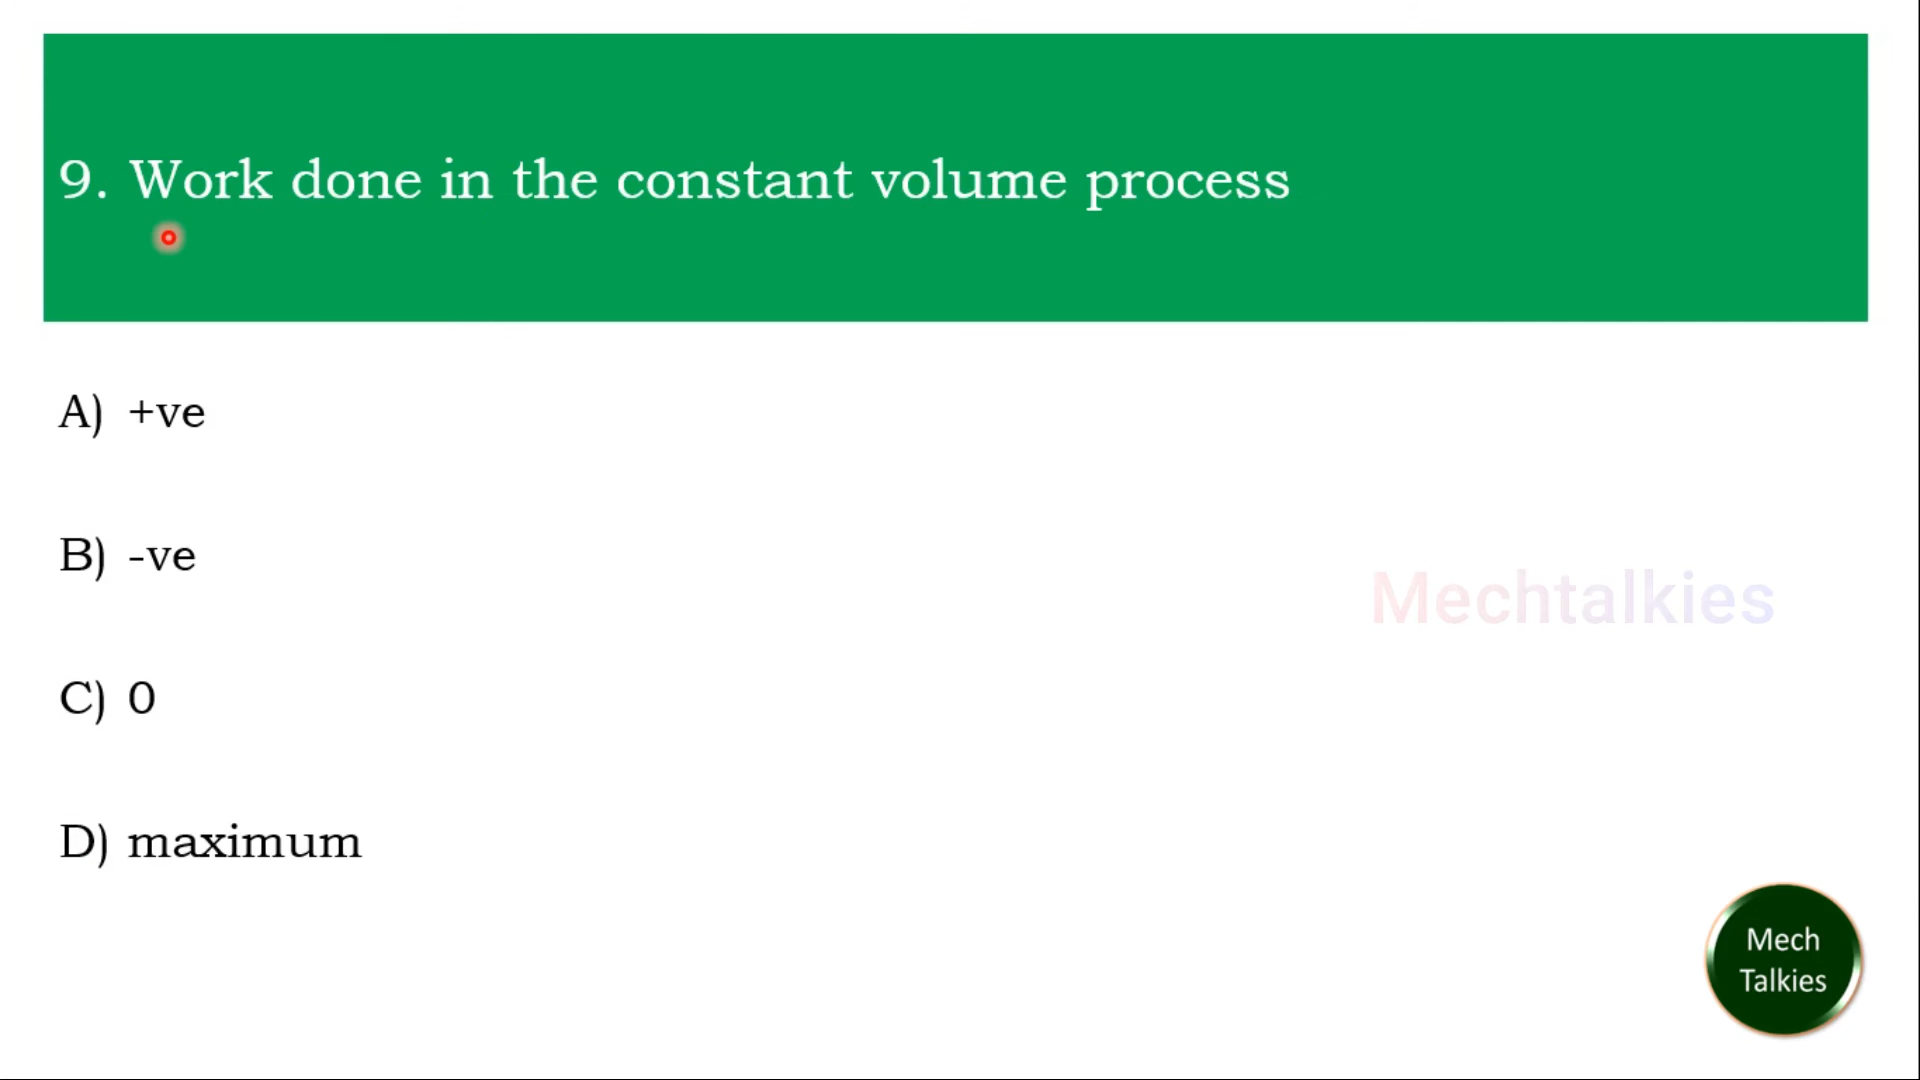 9. Work done in the constant volume process
A) +ve
B) -ve
Mechtalkies
C) 0
D) maximum
Mech
Talkies